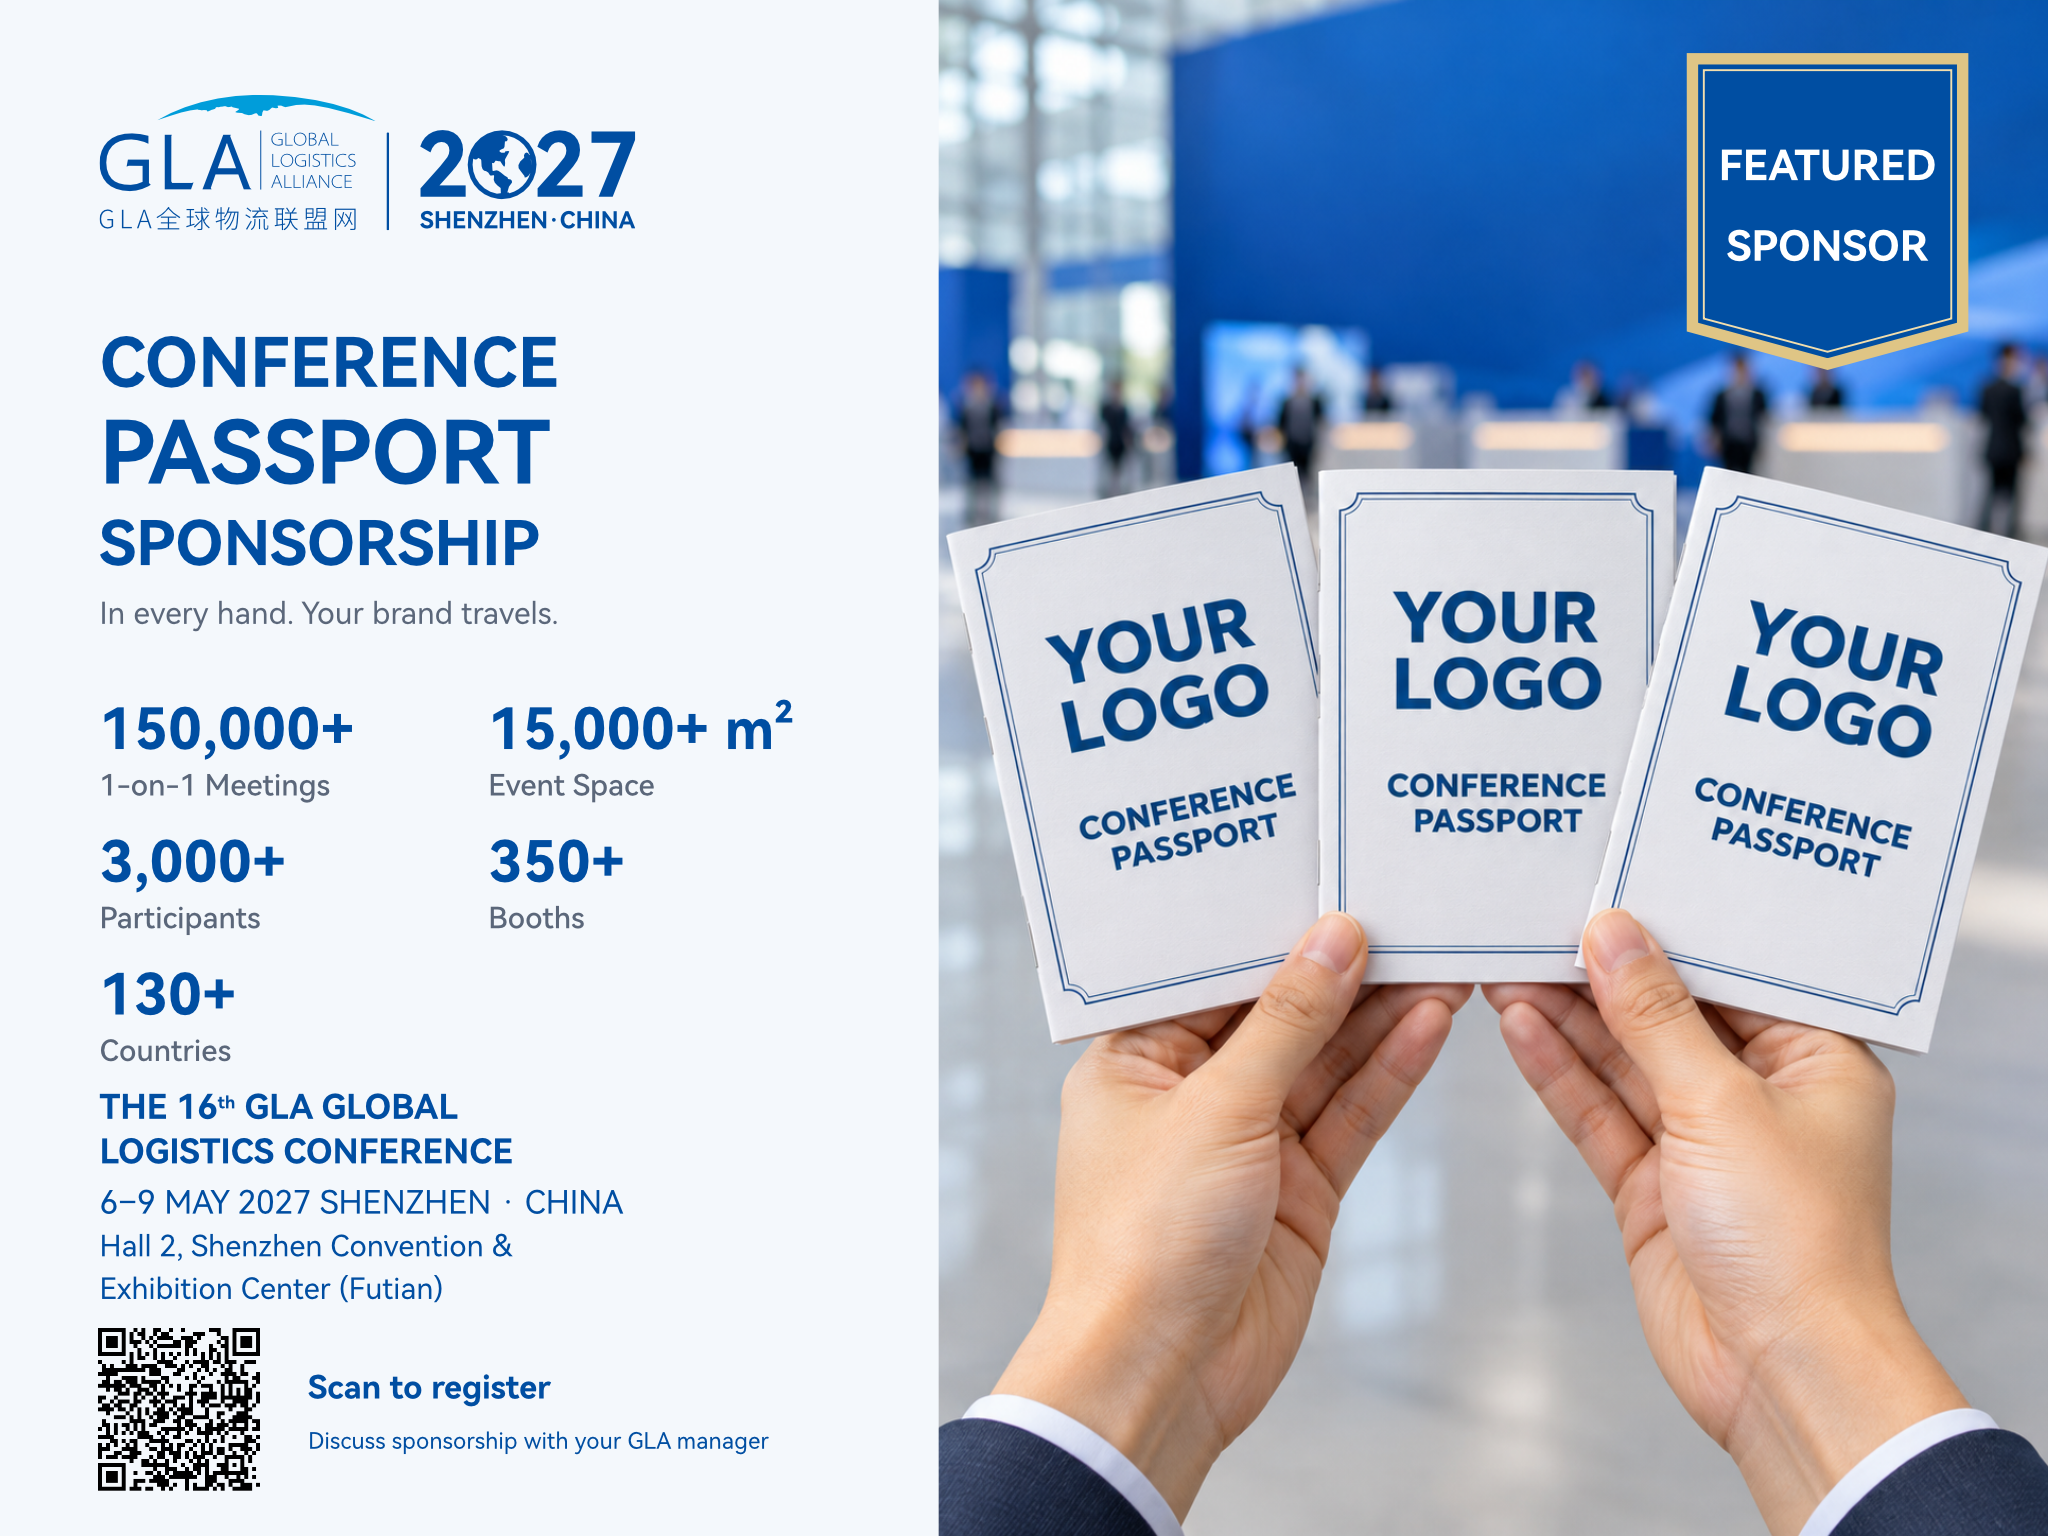 GLA
GLOBAL
LOGISTICS
ALLIANCE
GLA全球物流联盟网
2027
SHENZHEN·CHINA
CONFERENCE
PASSPORT
SPONSORSHIP
In every hand. Your brand travels.
150,000+
1-on-1 Meetings
15,000+ m²
Event Space
3,000+
Participants
350+
Booths
130+
Countries
THE 16th GLA GLOBAL
LOGISTICS CONFERENCE
6–9 MAY 2027 SHENZHEN · CHINA
Hall 2, Shenzhen Convention &
Exhibition Center (Futian)
Scan to register
Discuss sponsorship with your GLA manager
FEATURED
SPONSOR
YOUR
LOGO
CONFERENCE
PASSPORT
YOUR
LOGO
CONFERENCE
PASSPORT
YOUR
LOGO
CONFERENCE
PASSPORT